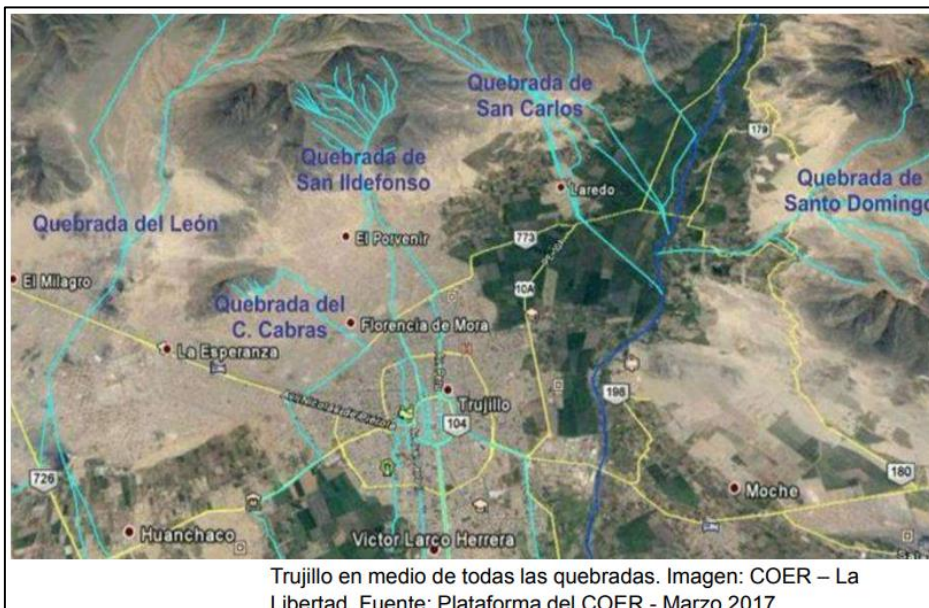 Quebrada de
San Carlos
179
Quebrada de
San Ildefonso
Laredo
Quebrada de
Santo Domingo
Quebrada del León
El Porvenir
773
El Milagro
10A
Quebrada del
C. Cabras
Florencia de Mora
La Esperanza
198
Trujillo
104
726
180
Moche
Huanchaco
Victor Larco Herrera
Trujillo en medio de todas las quebradas. Imagen: COER – La
Libertad. Fuente: Plataforma del COER - Marzo 2017